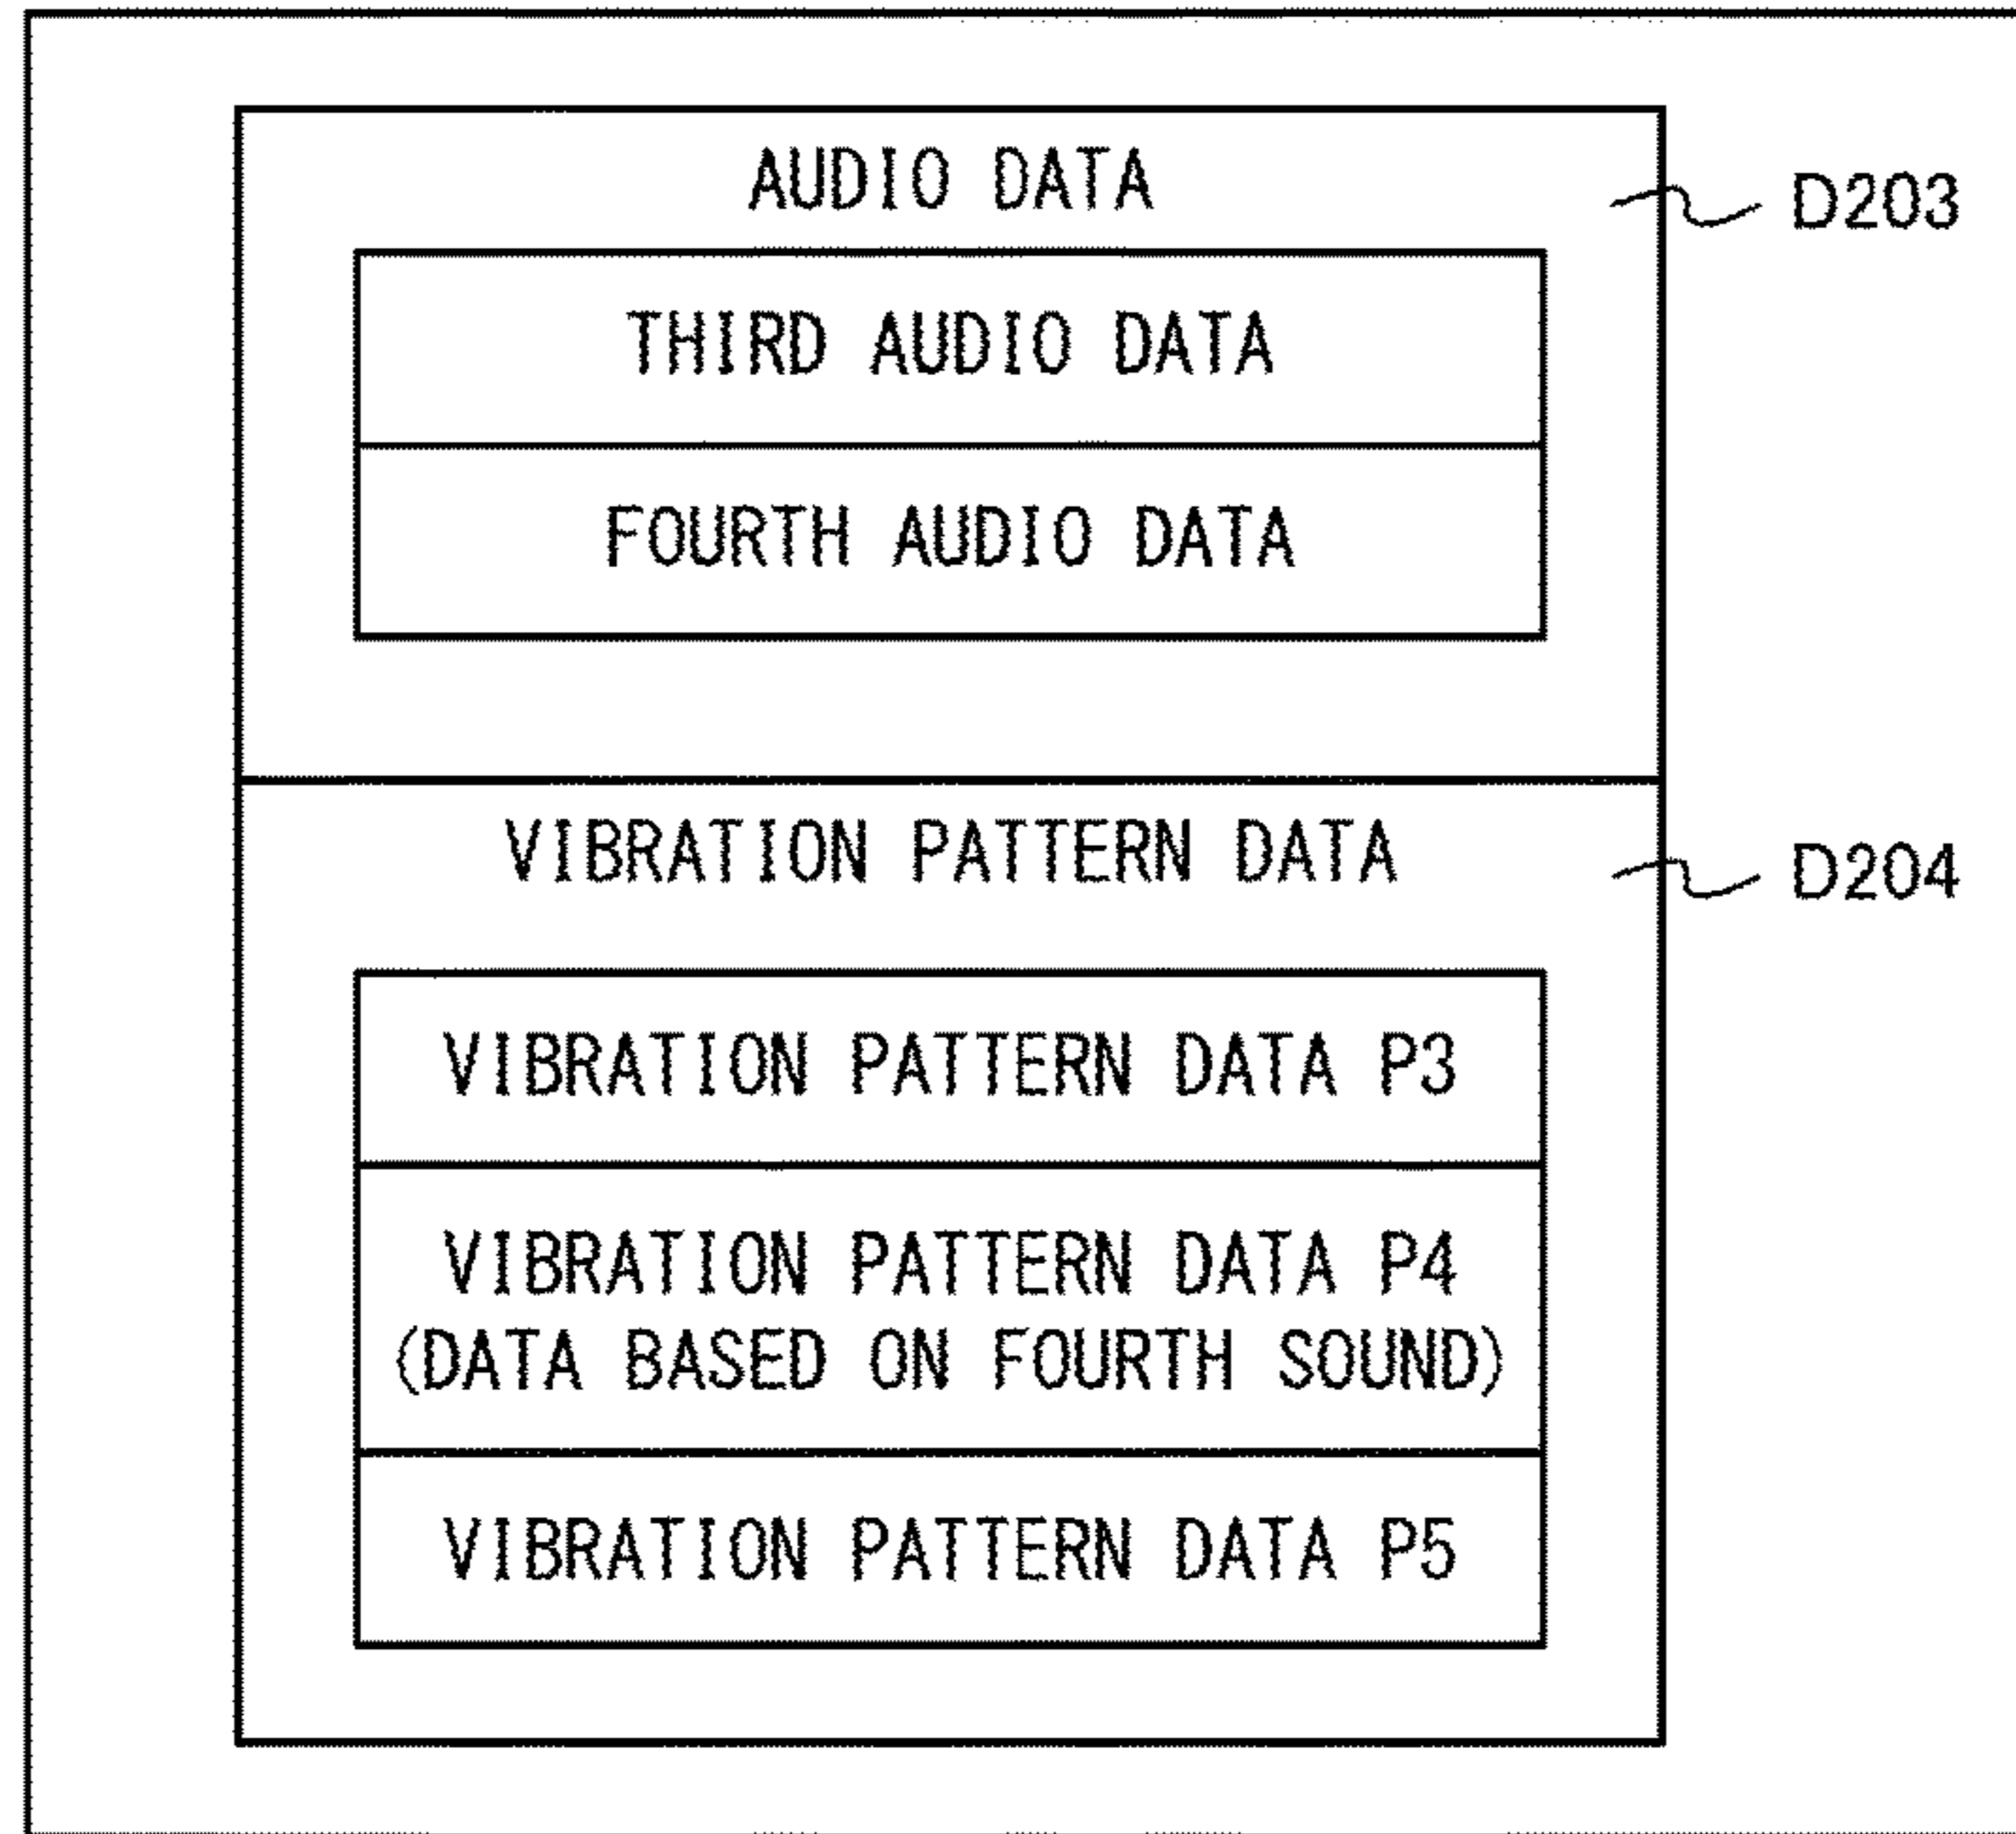 AUDIO DATA
D203
THIRD AUDIO DATA
FOURTH AUDIO DATA
VIBRATION PATTERN DATA
D204
VIBRATION PATTERN DATA P3
VIBRATION PATTERN DATA P4
(DATA BASED ON FOURTH SOUND)
VIBRATION PATTERN DATA P5